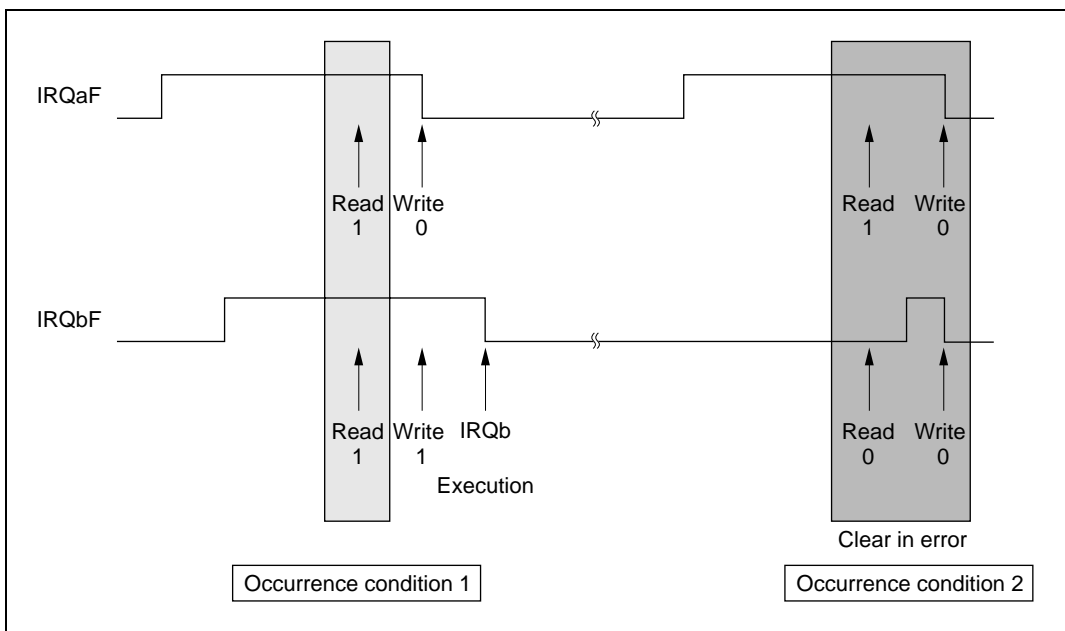 IRQaF
Read Write Read Write
1 0 1 0
IRQbF
Read Write IRQb Read Write
1 1 0 0
Execution
Clear in error
Occurrence condition 1 Occurrence condition 2